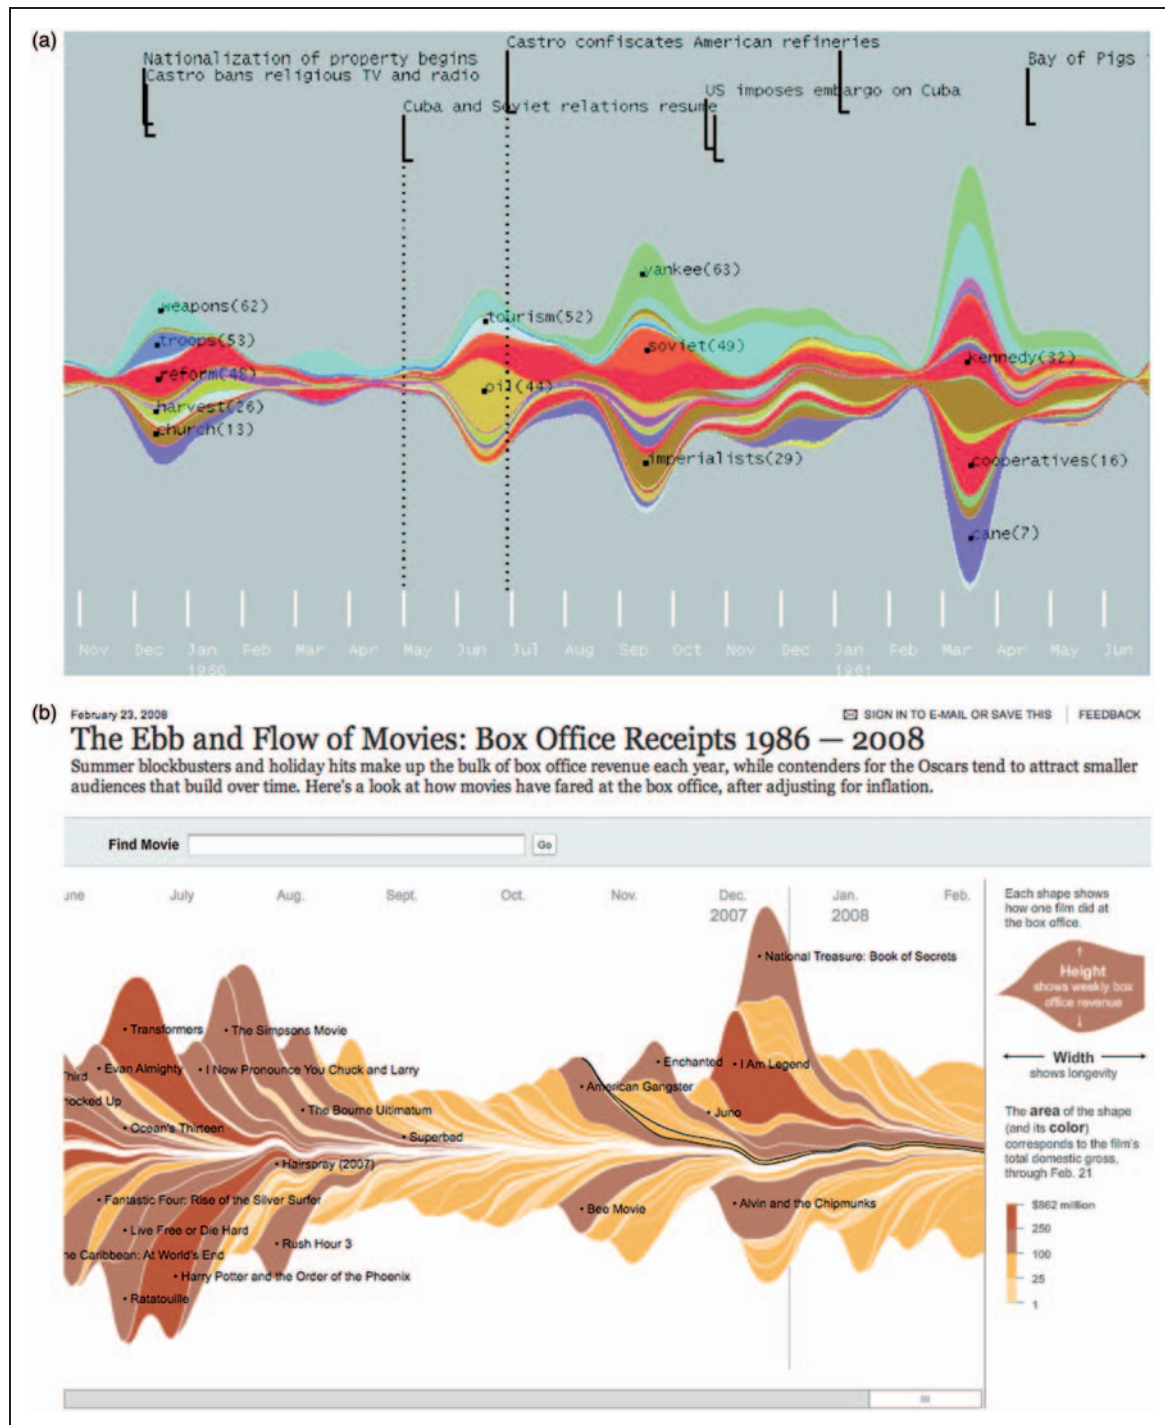 (a)
Castro confiscates American refineries
Nationalization of property begins
Bay of Pigs
Castro bans religious TV and radio
US imposes embargo on Cuba
Cuba and Soviet relations resume
yankee(63)
weapons(62)
tourism(52)
troops(53)
soviet(49)
kennedy(32)
reform(48)
oil(44)
harvest(26)
church(13)
imperialists(29)
cooperatives(16)
cane(7)
Nov Dec Jan Feb Mar Apr May Jun Jul Aug Sep Oct Nov Dec Jan Feb Mar Apr May Jun
1960 1961
(b) February 23, 2008
SIGN IN TO E-MAIL OR SAVE THIS FEEDBACK
The Ebb and Flow of Movies: Box Office Receipts 1986 — 2008
Summer blockbusters and holiday hits make up the bulk of box office revenue each year, while contenders for the Oscars tend to attract smaller
audiences that build over time. Here's a look at how movies have fared at the box office, after adjusting for inflation.
Find Movie Go
une July Aug. Sept. Oct. Nov. Dec. Jan. Feb.
2007 2008
• National Treasure: Book of Secrets
• Transformers • The Simpsons Movie
• Enchanted • I Am Legend
Third • Evan Almighty • I Now Pronounce You Chuck and Larry
• American Gangster
nocked Up • The Bourne Ultimatum
• Juno
• Ocean's Thirteen • Superbad
• Hairspray (2007)
• Fantastic Four: Rise of the Silver Surfer
• Bee Movie • Alvin and the Chipmunks
• Live Free or Die Hard
• Rush Hour 3
he Caribbean: At World's End
• Harry Potter and the Order of the Phoenix
• Ratatouille
Each shape shows
how one film did at
the box office.
Height
shows weekly box
office revenue
Width
shows longevity
The area of the shape
(and its color)
corresponds to the film's
total domestic gross,
through Feb. 21
$862 million
250
100
25
1